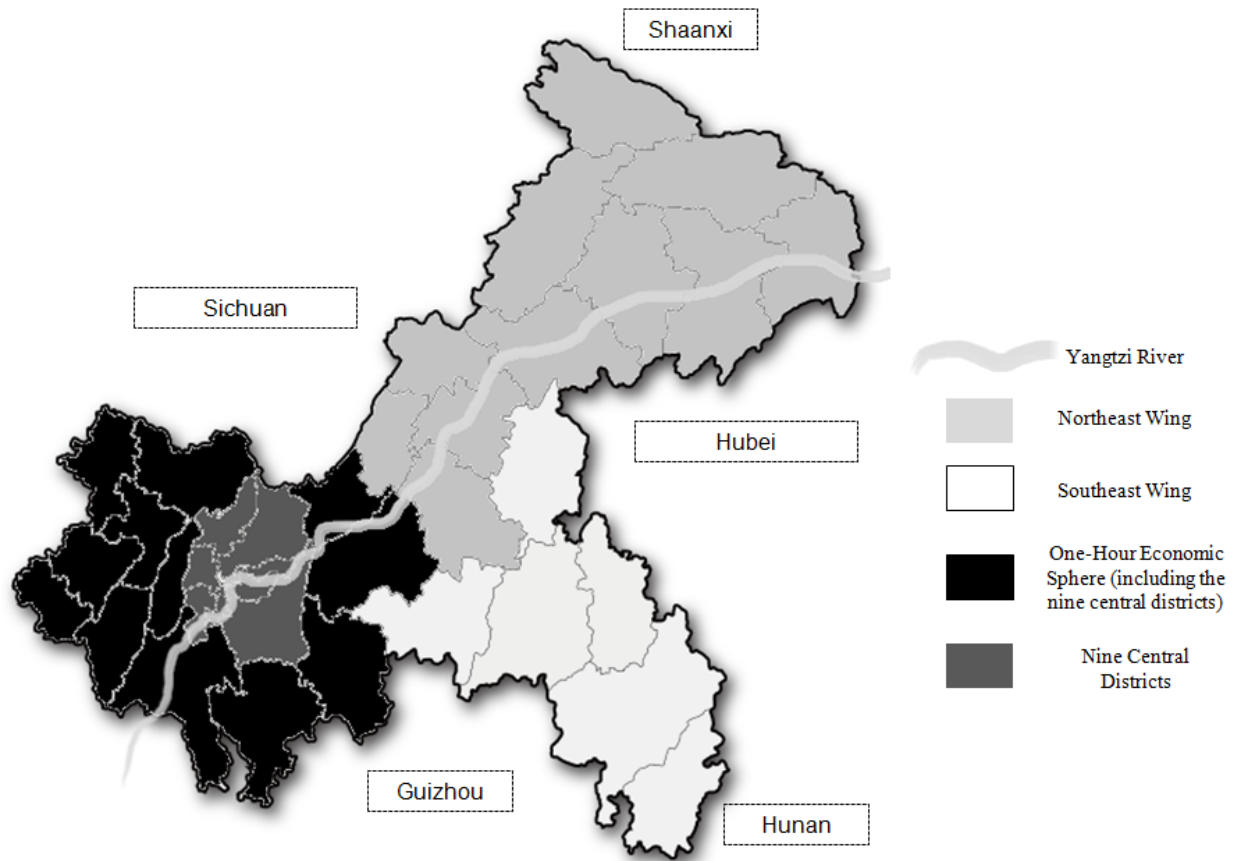 Shaanxi
Sichuan
Yangtzi River
Northeast Wing
Hubei
Southeast Wing
One-Hour Economic
Sphere (including the
nine central districts)
Nine Central
Districts
Guizhou
Hunan